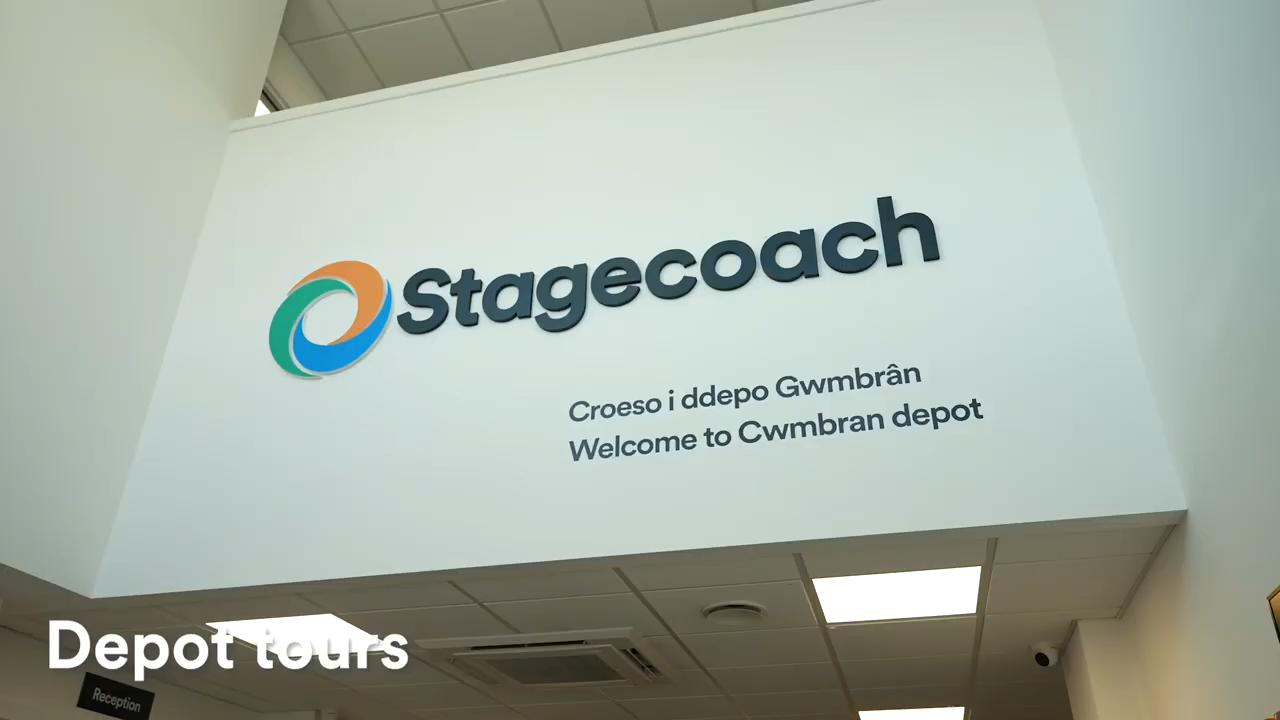 Stagecoach
Croeso i ddepo Gwmbrân
Welcome to Cwmbran depot
Depot tours
Reception